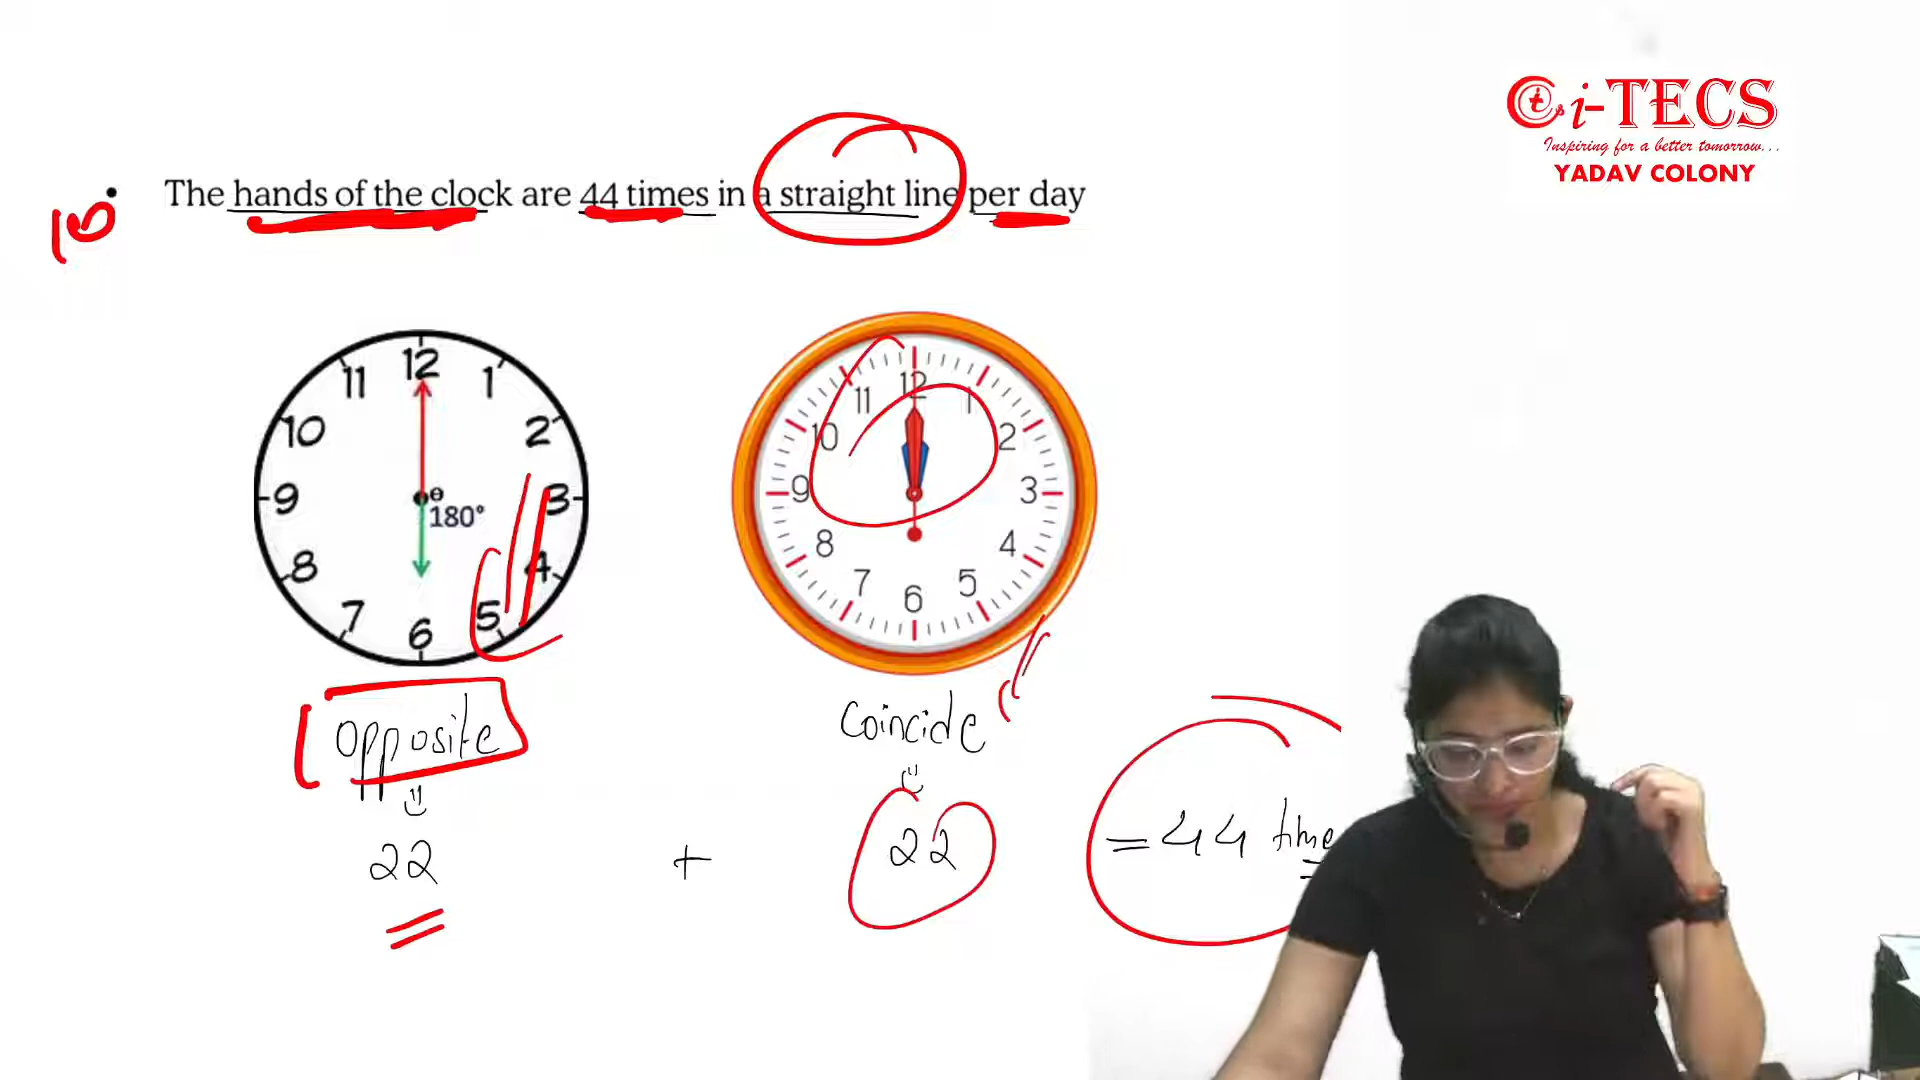 i-TECS
Inspiring for a better tomorrow...
YADAV COLONY
• The hands of the clock are 44 times in a straight line per day
12
11 1
10 2
9 3
8 4
7 5
6
θ
180°
12
11 1
10 2
9 3
8 4
7 5
6
opposite
coincide
22 + 22 = 44 time